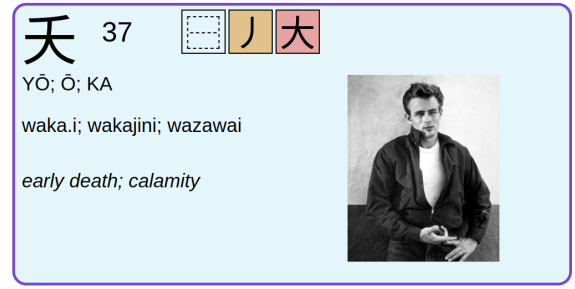 夭 37 丿 大
YŌ; Ō; KA
waka.i; wakajini; wazawai
early death; calamity